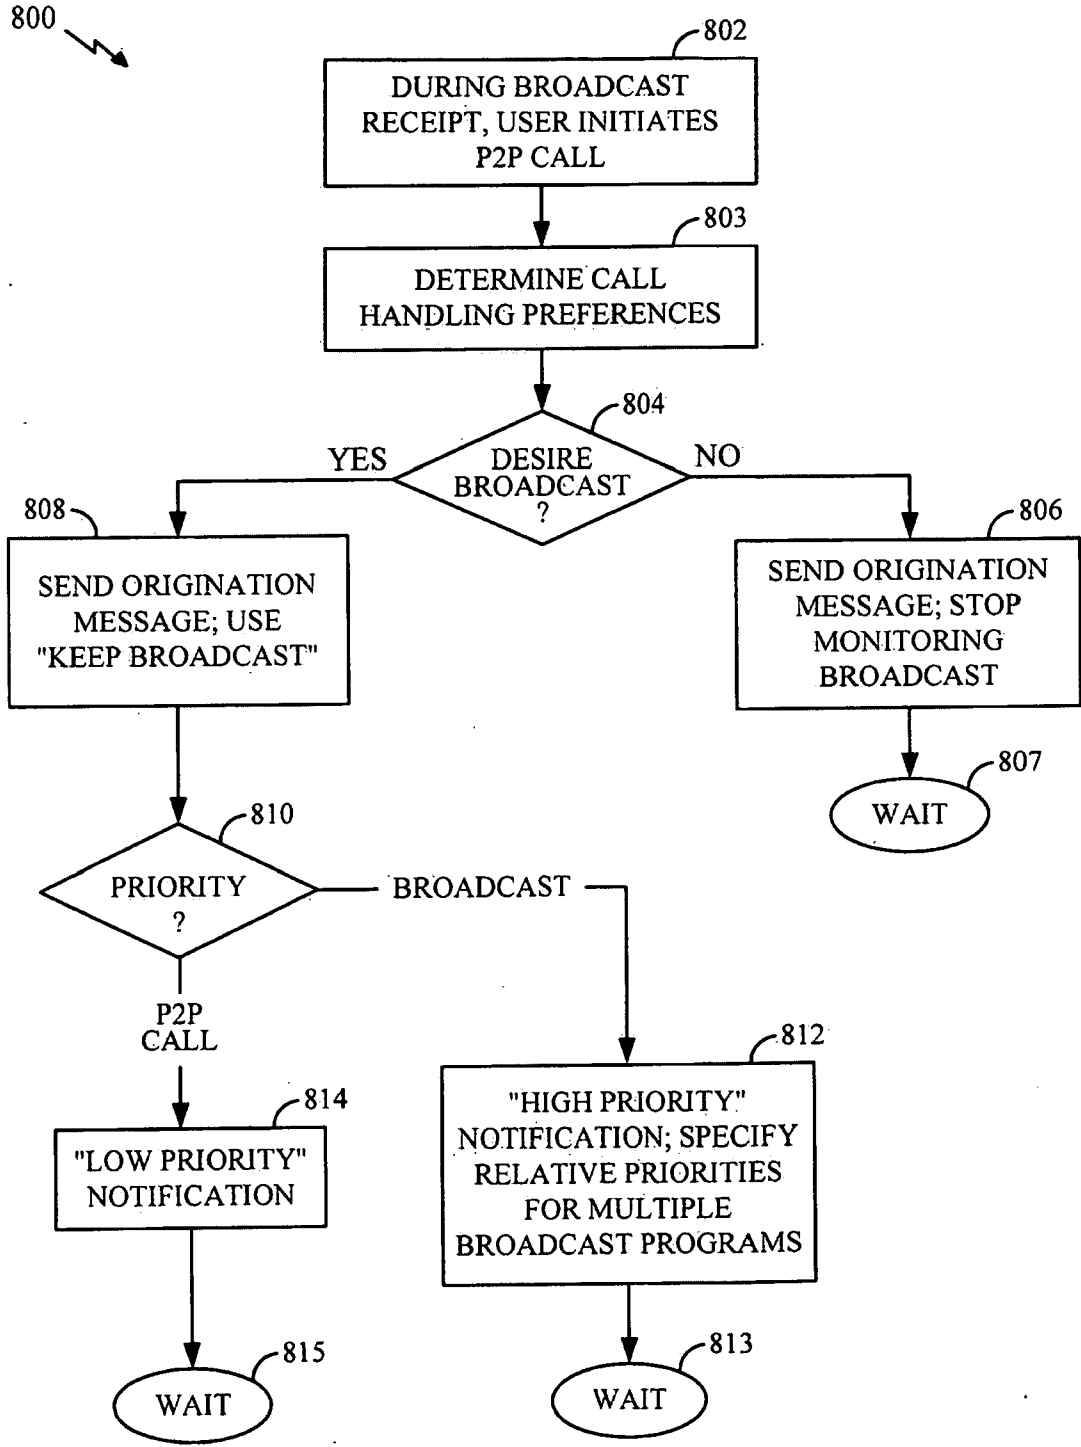 800
802
DURING BROADCAST
RECEIPT, USER INITIATES
P2P CALL
803
DETERMINE CALL
HANDLING PREFERENCES
804
DESIRE
BROADCAST
?
YES
NO
808
SEND ORIGINATION
MESSAGE; USE
"KEEP BROADCAST"
806
SEND ORIGINATION
MESSAGE; STOP
MONITORING
BROADCAST
807
WAIT
810
PRIORITY
?
BROADCAST
P2P
CALL
812
"HIGH PRIORITY"
NOTIFICATION; SPECIFY
RELATIVE PRIORITIES
FOR MULTIPLE
BROADCAST PROGRAMS
814
"LOW PRIORITY"
NOTIFICATION
815
WAIT
813
WAIT